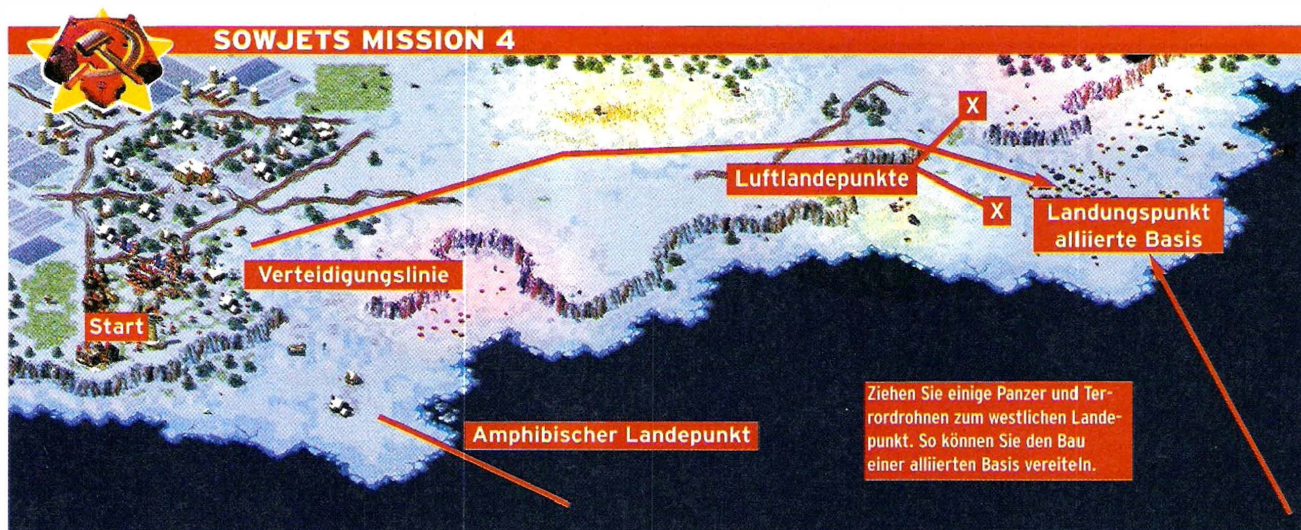 SOWJETS MISSION 4
X
Luftlandepunkte
X
Landungspunkt
alliierte Basis
Verteidigungslinie
Start
Amphibischer Landepunkt
Ziehen Sie einige Panzer und Ter-
rordrohnen zum westlichen Lande-
punkt. So können Sie den Bau
einer alliierten Basis vereiteln.